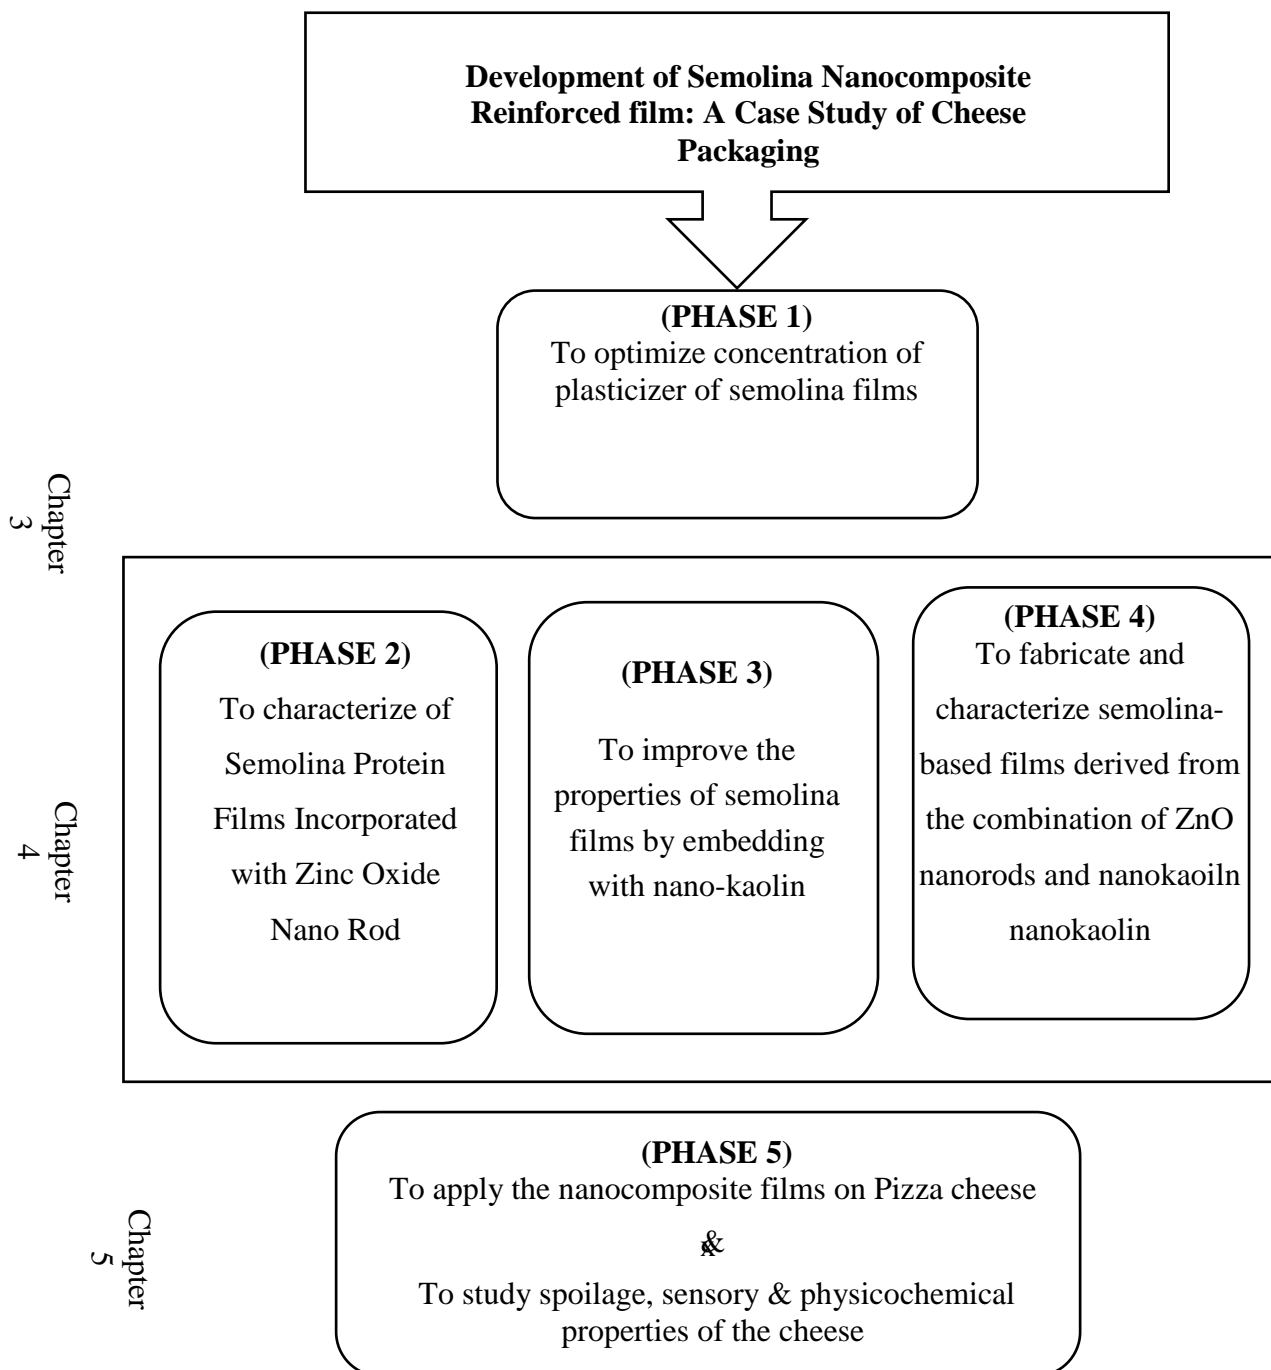 Development of Semolina Nanocomposite
Reinforced film: A Case Study of Cheese
Packaging
(PHASE 1)
To optimize concentration of
plasticizer of semolina films
Chapter
3
(PHASE 2)
To characterize of
Semolina Protein
Films Incorporated
with Zinc Oxide
Nano Rod
(PHASE 3)
To improve the
properties of semolina
films by embedding
with nano-kaolin
(PHASE 4)
To fabricate and
characterize semolina-
based films derived from
the combination of ZnO
nanorods and nanokaoiln
nanokaolin
Chapter
4
(PHASE 5)
To apply the nanocomposite films on Pizza cheese
&
To study spoilage, sensory & physicochemical
properties of the cheese
Chapter
5